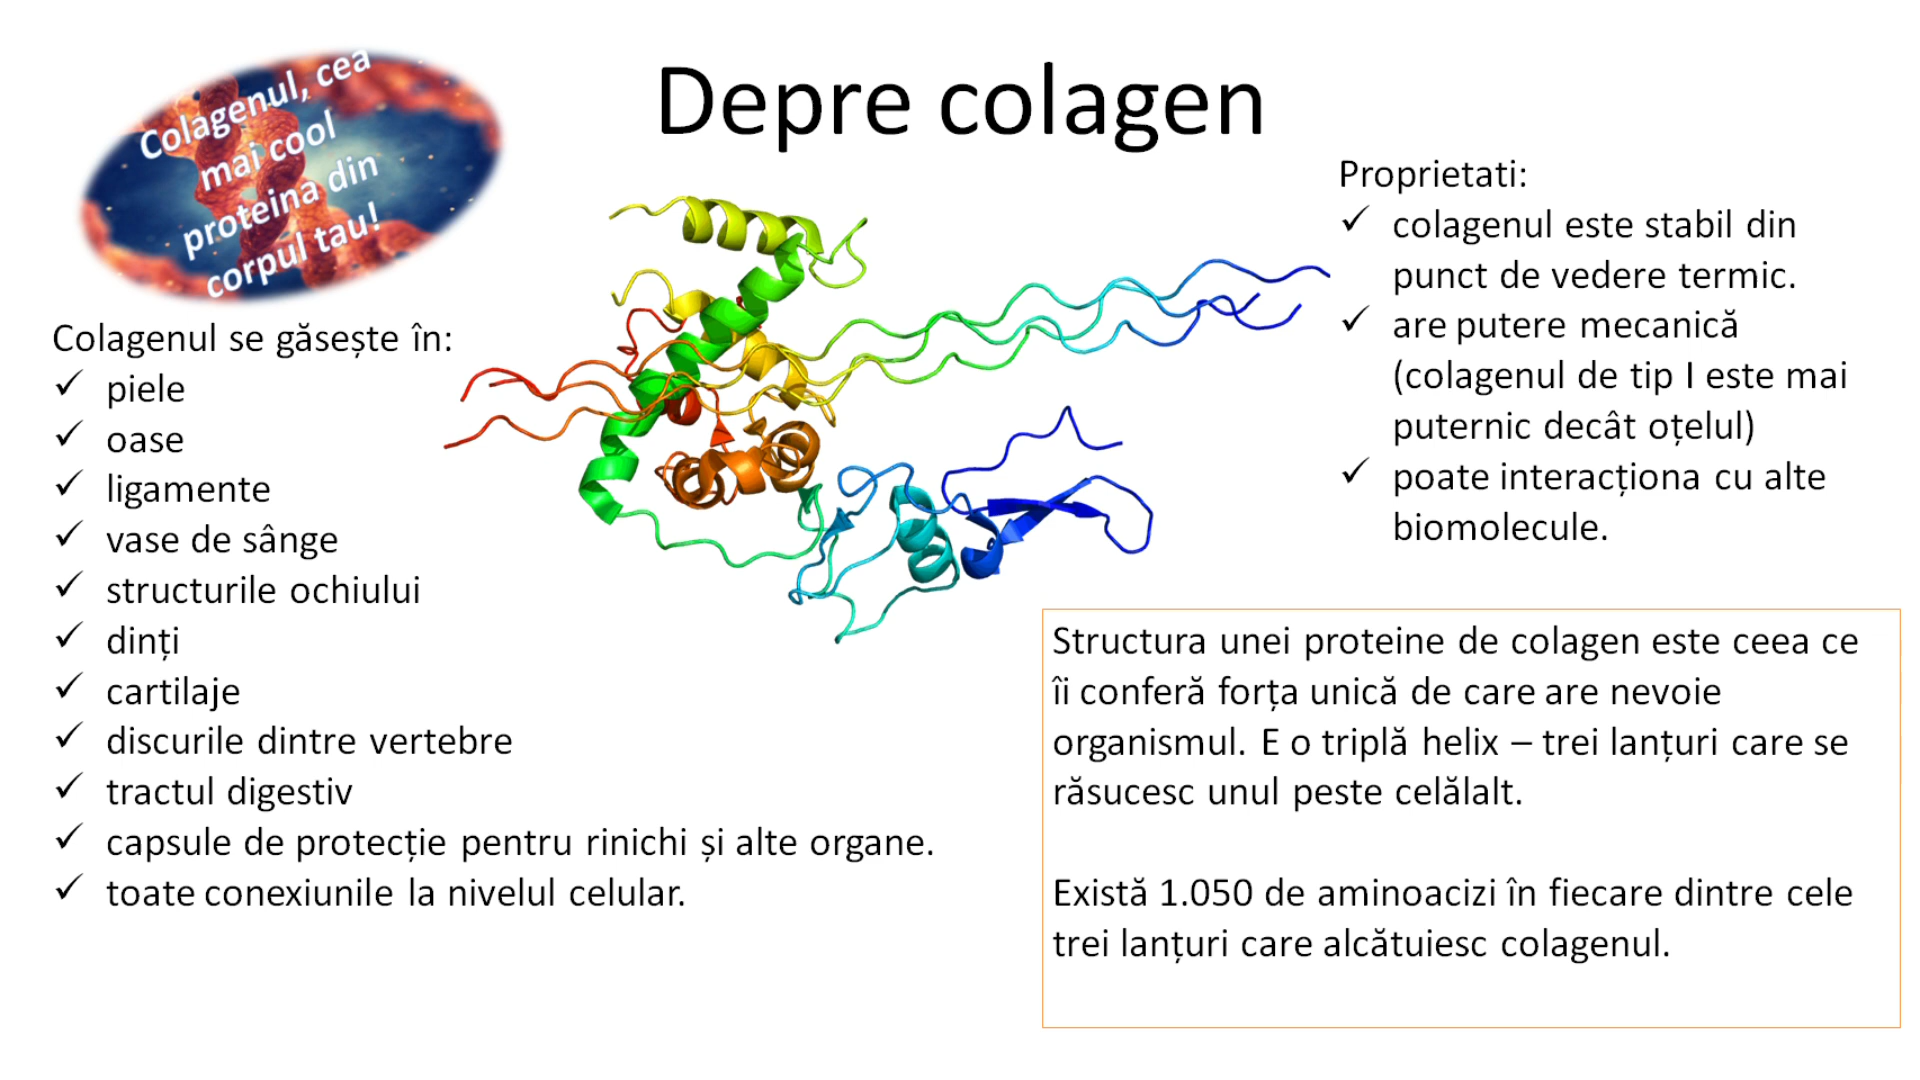 Depre colagen
Colagenul, cea
mai cool
proteina din
corpul tau!
Colagenul se găsește în:
✓ piele
✓ oase
✓ ligamente
✓ vase de sânge
✓ structurile ochiului
✓ dinți
✓ cartilaje
✓ discurile dintre vertebre
✓ tractul digestiv
✓ capsule de protecție pentru rinichi și alte organe.
✓ toate conexiunile la nivelul celular.
Proprietati:
✓ colagenul este stabil din
punct de vedere termic.
✓ are putere mecanică
(colagenul de tip I este mai
puternic decât oțelul)
✓ poate interacționa cu alte
biomolecule.
Structura unei proteine de colagen este ceea ce
îi conferă forța unică de care are nevoie
organismul. E o triplă helix – trei lanțuri care se
răsucesc unul peste celălalt.
Există 1.050 de aminoacizi în fiecare dintre cele
trei lanțuri care alcătuiesc colagenul.